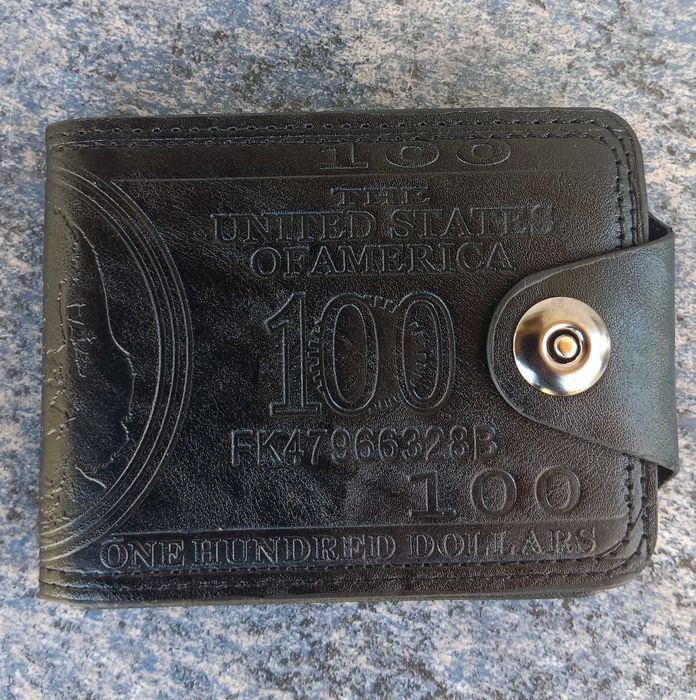 100
THE
UNITED STATES
OF AMERICA
100
FK47966328B
100
ONE HUNDRED DOLLARS